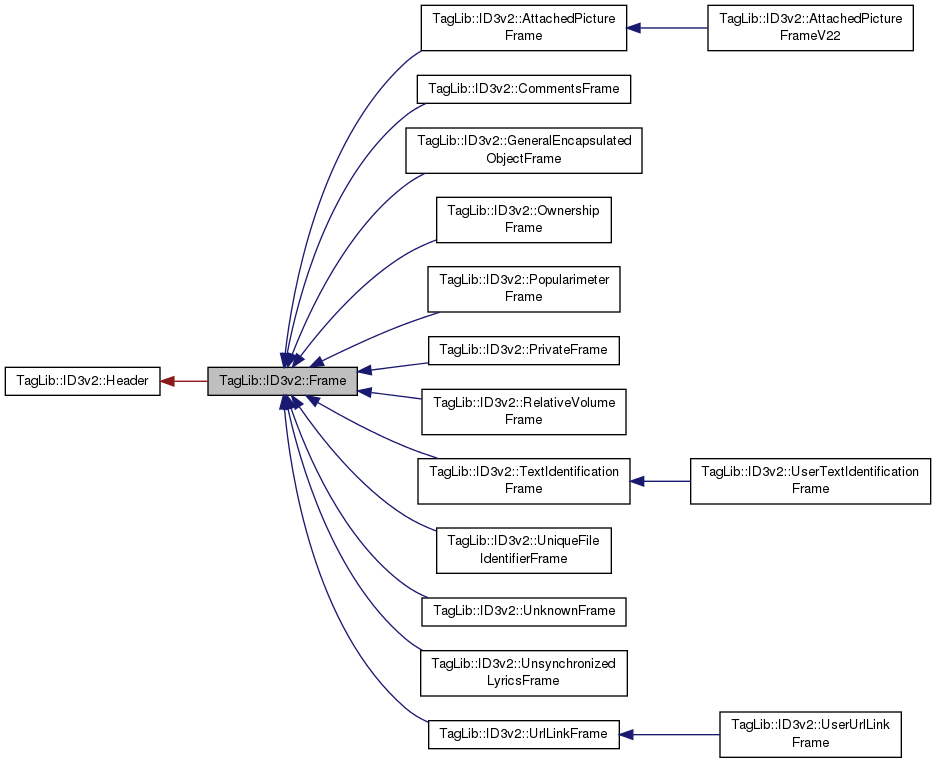 TagLib::ID3v2::AttachedPicture
Frame
TagLib::ID3v2::AttachedPicture
FrameV22
TagLib::ID3v2::CommentsFrame
TagLib::ID3v2::GeneralEncapsulated
ObjectFrame
TagLib::ID3v2::Ownership
Frame
TagLib::ID3v2::Popularimeter
Frame
TagLib::ID3v2::PrivateFrame
TagLib::ID3v2::Header
TagLib::ID3v2::Frame
TagLib::ID3v2::RelativeVolume
Frame
TagLib::ID3v2::TextIdentification
Frame
TagLib::ID3v2::UserTextIdentification
Frame
TagLib::ID3v2::UniqueFile
IdentifierFrame
TagLib::ID3v2::UnknownFrame
TagLib::ID3v2::Unsynchronized
LyricsFrame
TagLib::ID3v2::UrlLinkFrame
TagLib::ID3v2::UserUrlLink
Frame